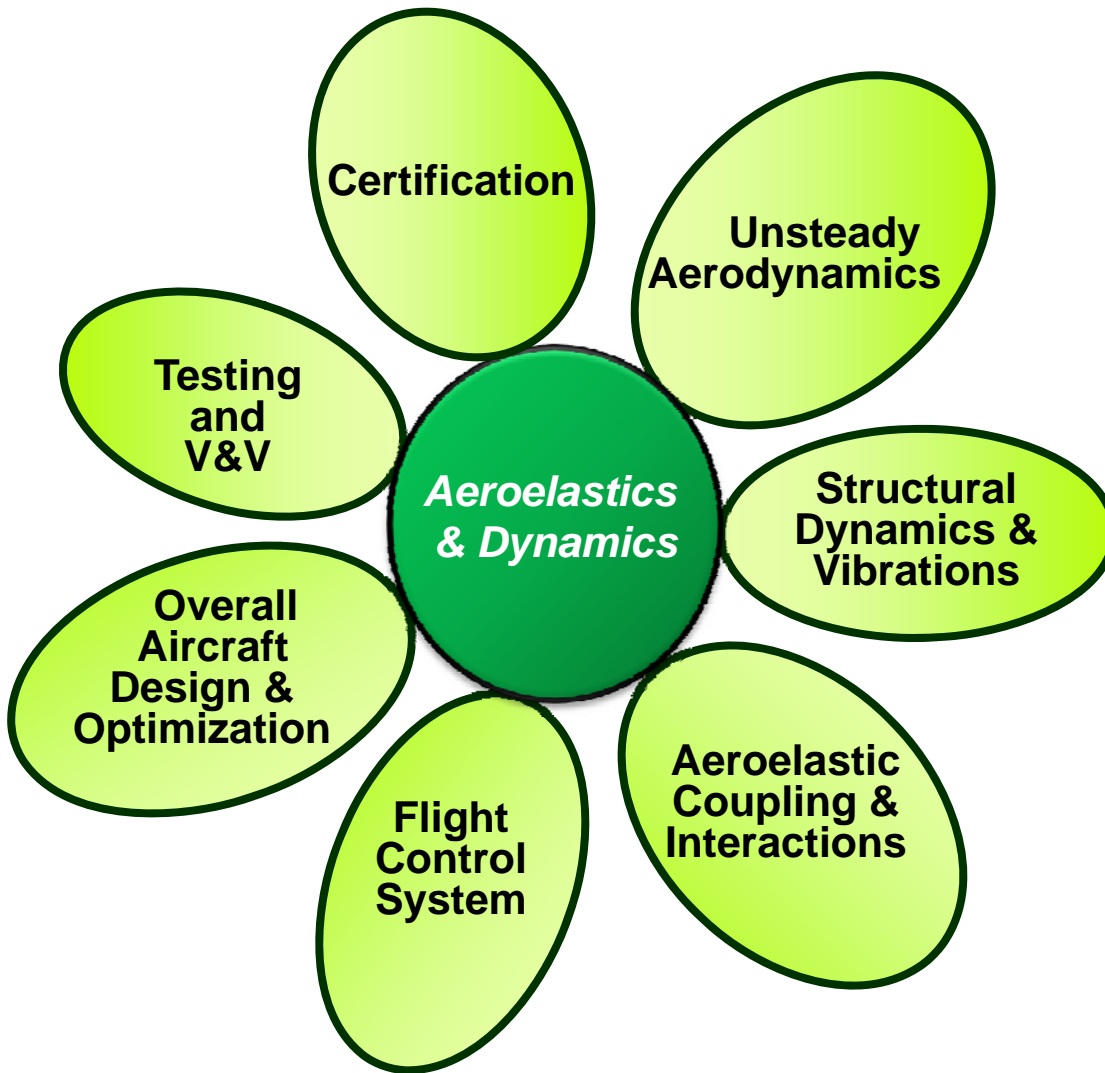 Certification
Unsteady
Aerodynamics
Testing
and
V&V
Aeroelastics
& Dynamics
Structural
Dynamics &
Vibrations
Overall
Aircraft
Design &
Optimization
Flight
Control
System
Aeroelastic
Coupling &
Interactions